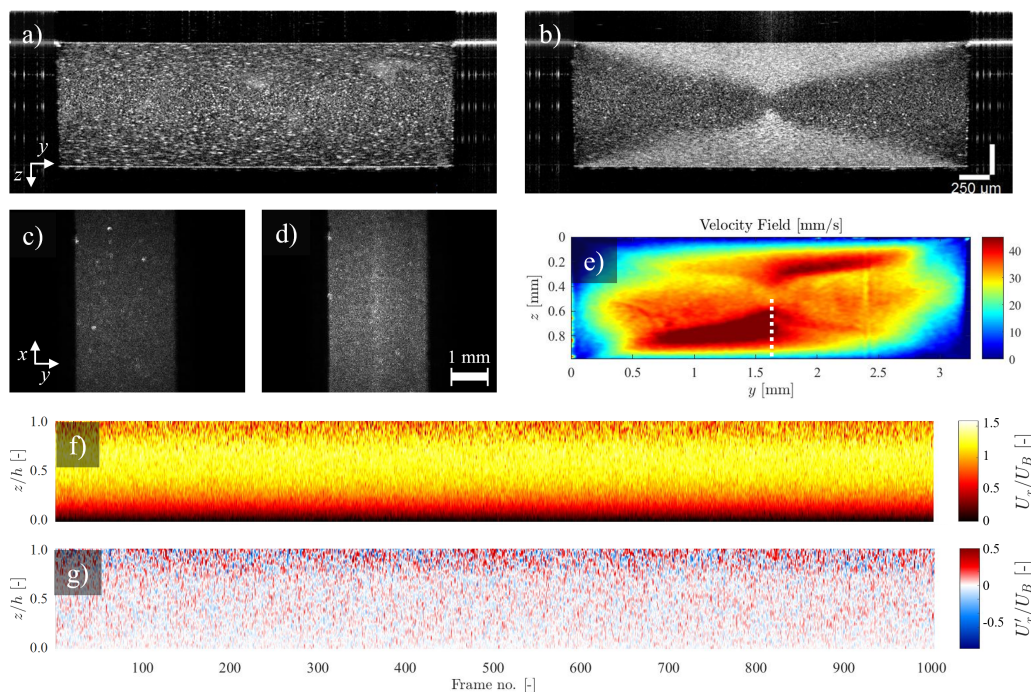 a)
b)
y
z
250 um
c)
d)
x
y
1 mm
Velocity Field [mm/s]
e)
0
0.2
0.4
0.6
0.8
z [mm]
0 0.5 1 1.5 2 2.5 3
y [mm]
40
30
20
10
0
f)
1.0
0.5
0.0
z/h [-]
1.5
1
0.5
0
U_x/U_B [-]
g)
1.0
0.5
0.0
z/h [-]
0.5
0
-0.5
U'_x/U_B [-]
100 200 300 400 500 600 700 800 900 1000
Frame no. [-]